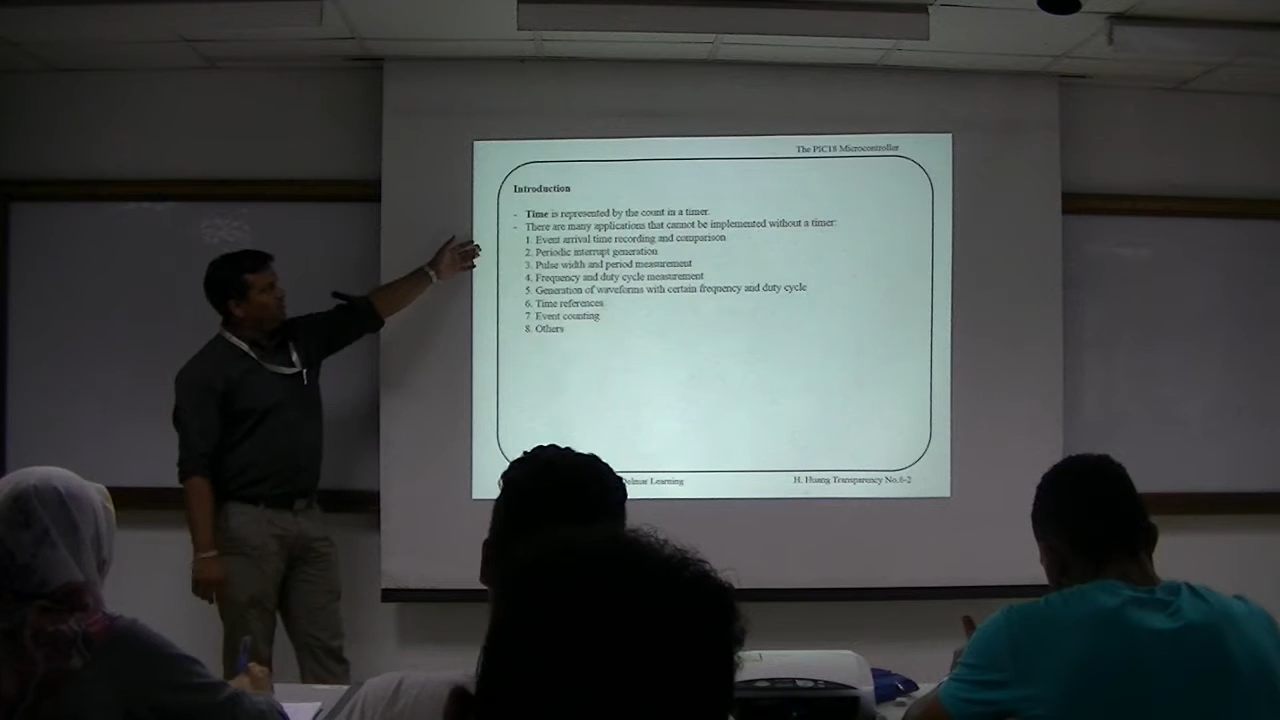 The PIC18 Microcontroller
Introduction
- Time is represented by the count in a timer.
- There are many applications that cannot be implemented without a timer:
1. Event arrival time recording and comparison
2. Periodic interrupt generation
3. Pulse width and period measurement
4. Frequency and duty cycle measurement
5. Generation of waveforms with certain frequency and duty cycle
6. Time references
7. Event counting
8. Others
Delmar Learning
H. Huang Transparency No.8-2